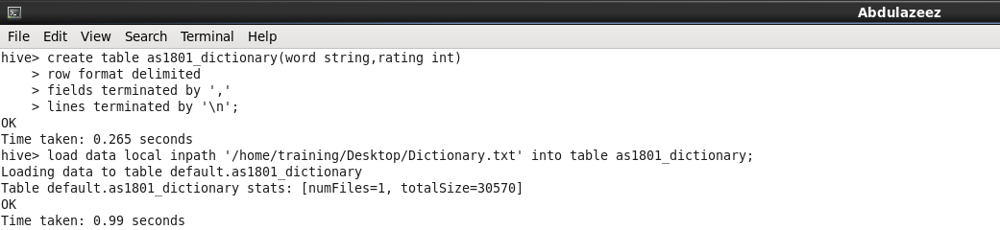 Abdulazeez
File Edit View Search Terminal Help
hive> create table as1801_dictionary(word string,rating int)
    > row format delimited
    > fields terminated by ','
    > lines terminated by '\n';
OK
Time taken: 0.265 seconds
hive> load data local inpath '/home/training/Desktop/Dictionary.txt' into table as1801_dictionary;
Loading data to table default.as1801_dictionary
Table default.as1801_dictionary stats: [numFiles=1, totalSize=30570]
OK
Time taken: 0.99 seconds